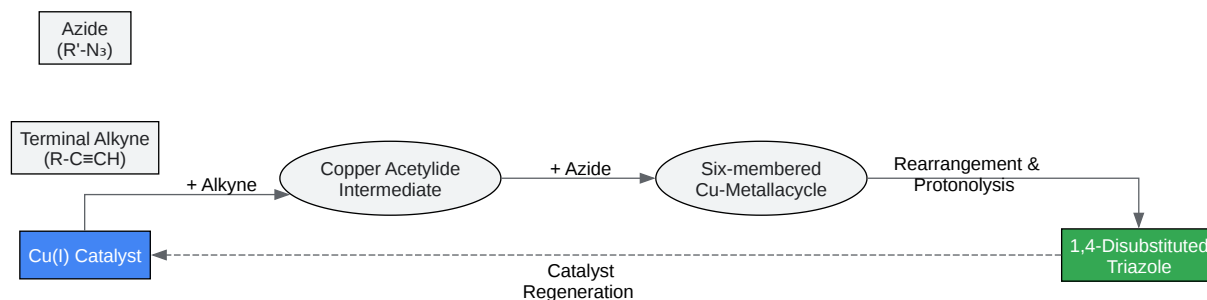 Azide
(R'-N₃)
Terminal Alkyne
(R-C≡CH)
+ Alkyne
Copper Acetylide
Intermediate
+ Azide
Six-membered
Cu-Metallacycle
Rearrangement &
Protonolysis
Cu(I) Catalyst
1,4-Disubstituted
Triazole
Catalyst
Regeneration